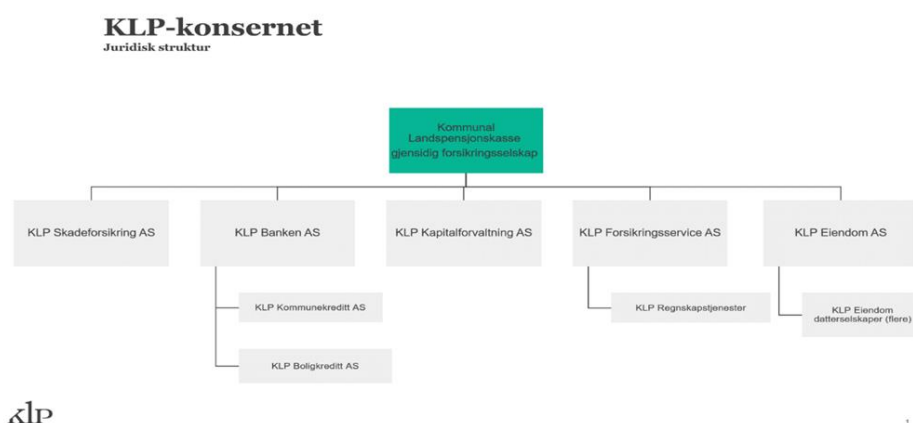 KLP-konsernet
Juridisk struktur
Kommunal
Landspensjonskasse
gjensidig forsikringsselskap
KLP Skadeforsikring AS
KLP Banken AS
KLP Kapitalforvaltning AS
KLP Forsikringsservice AS
KLP Eiendom AS
KLP Kommunekreditt AS
KLP Regnskapstjenester
KLP Eiendom
datterselskaper (flere)
KLP Boligkreditt AS
klp